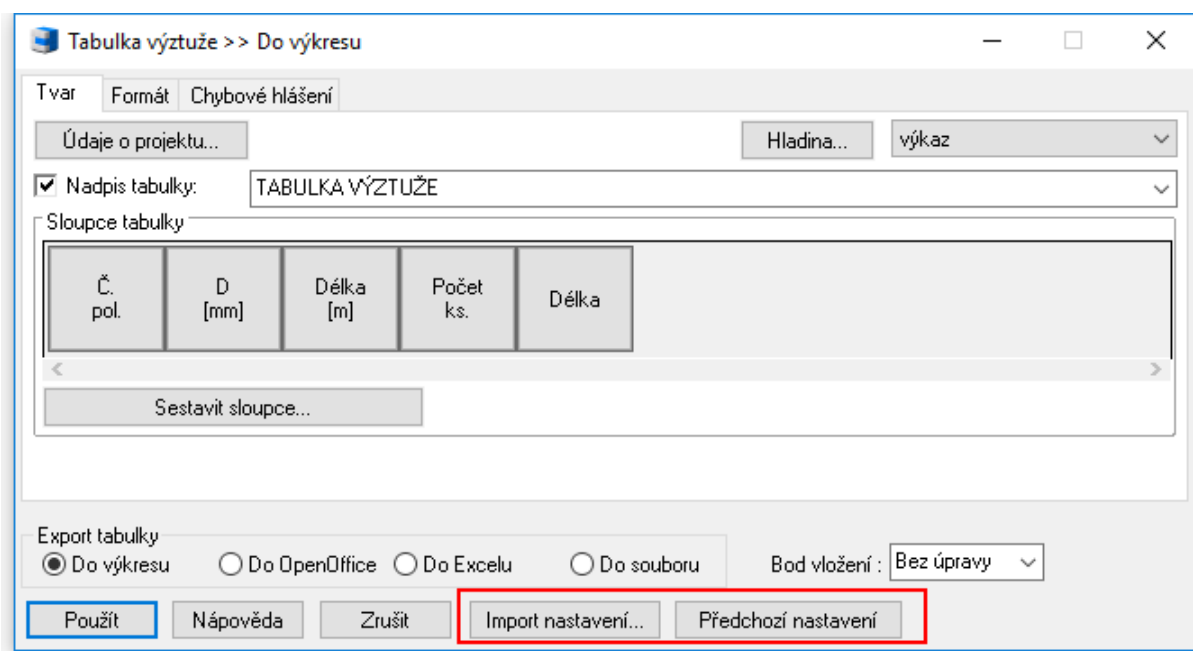 Tabulka výztuže >> Do výkresu
Tvar Formát Chybové hlášení
Údaje o projektu... Hladina... výkaz
Nadpis tabulky: TABULKA VÝZTUŽE
Sloupce tabulky
Č. pol. D [mm] Délka [m] Počet ks. Délka
Sestavit sloupce...
Export tabulky
Do výkresu Do OpenOffice Do Excelu Do souboru Bod vložení : Bez úpravy
Použít Nápověda Zrušit Import nastavení... Předchozí nastavení